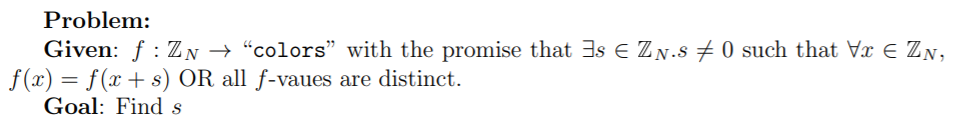 Problem:
Given: f : ℤ_N → “colors” with the promise that ∃s ∈ ℤ_N.s ≠ 0 such that ∀x ∈ ℤ_N,
f(x) = f(x + s) OR all f-vaues are distinct.
Goal: Find s